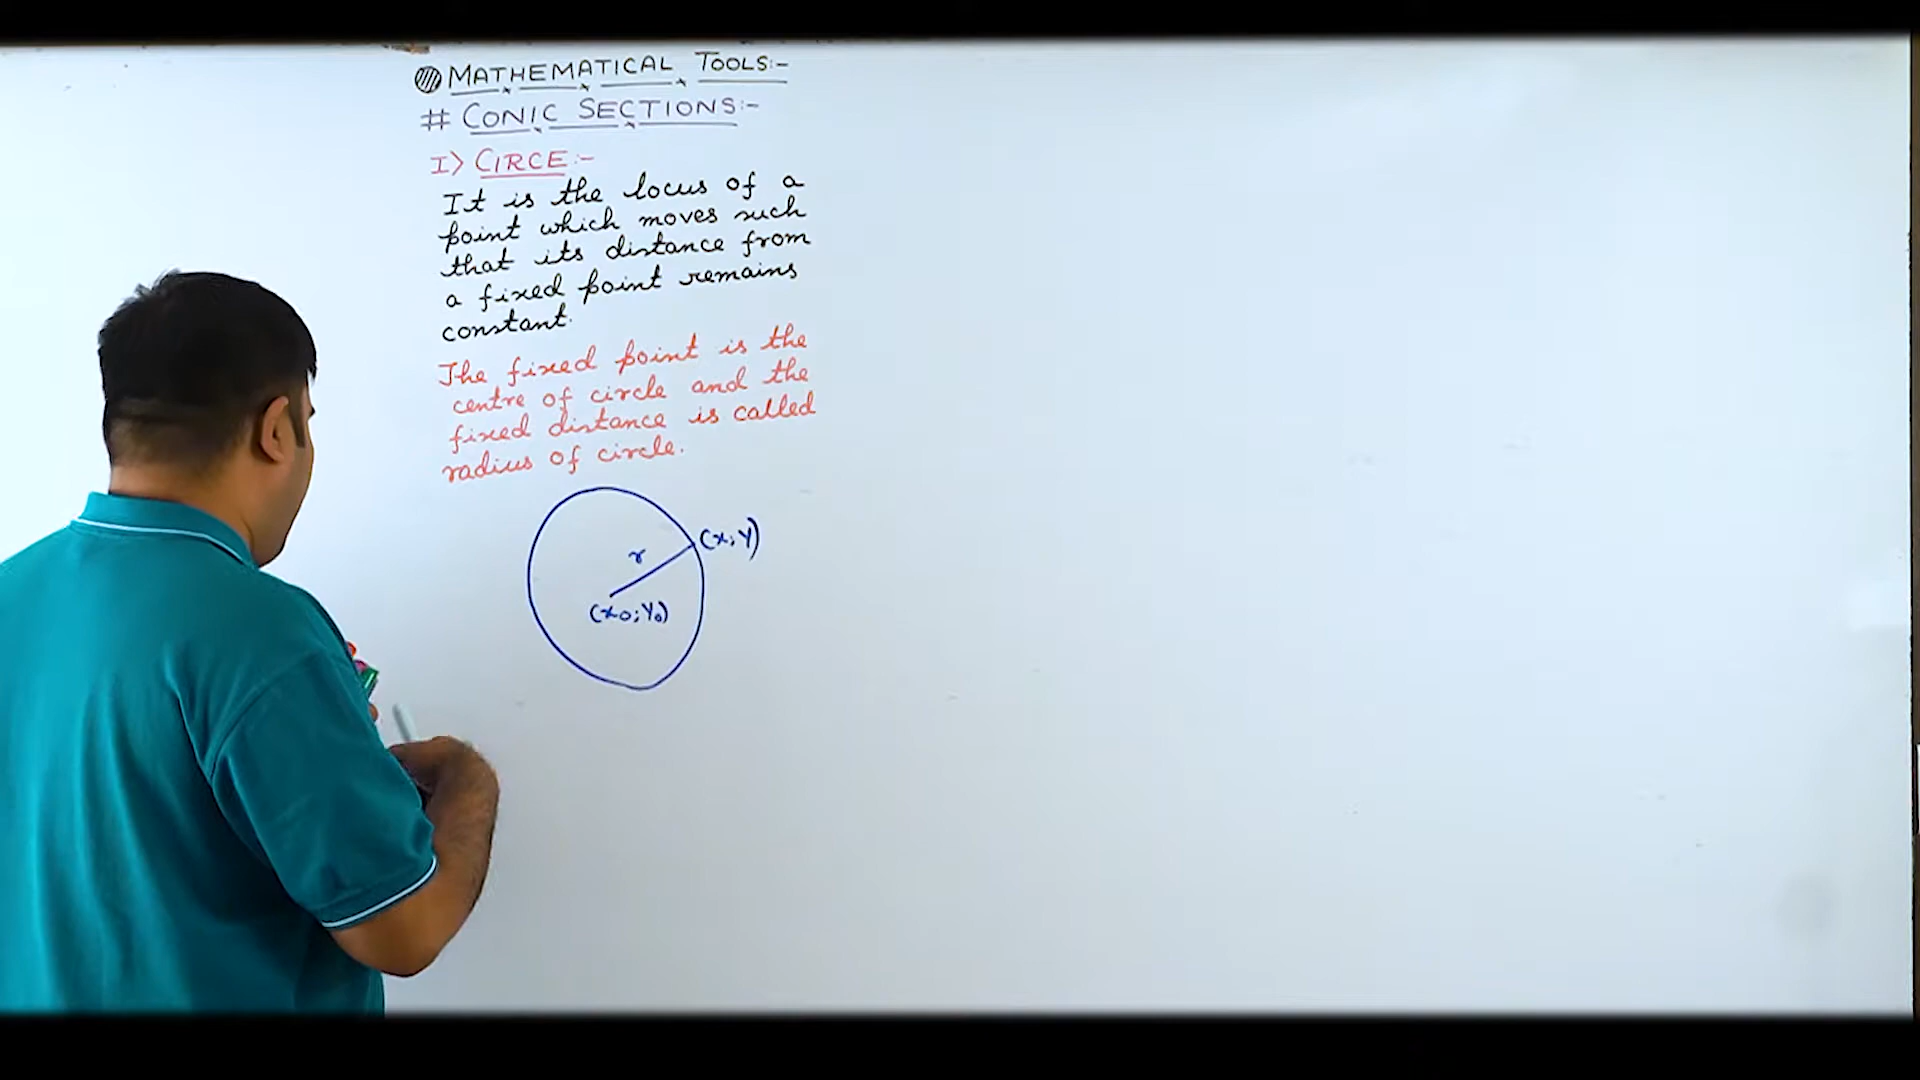 MATHEMATICAL TOOLS:-
# CONIC SECTIONS:-
I> CIRCE:-
It is the locus of a
point which moves such
that its distance from
a fixed point remains
constant.
The fixed point is the
centre of circle and the
fixed distance is called
radius of circle.
(x;y)
r
(x0;y0)